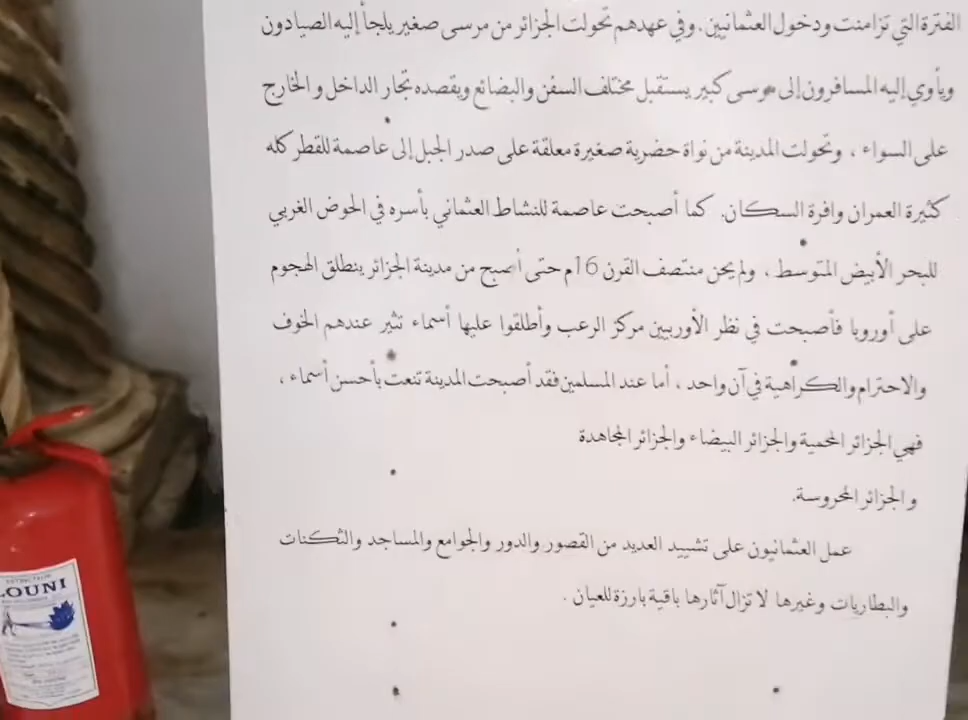 الفترة التي تزامنت ودخول العثمانيين. وفي عهدهم تحولت الجزائر من مرسى صغير يلجأ إليه الصيادون
ويأوي إليه المسافرون إلى مرسى كبير يستقبل مختلف السفن والبضائع ويقصده تجار الداخل والخارج
على السواء ، وتحولت المدينة من نواة حضرية صغيرة معلقة على صدر الجبل إلى عاصمة للقطر كله
كثيرة العمران وافرة السكان. كما أصبحت عاصمة للنشاط العثماني بأسره في الحوض الغربي
للبحر الأبيض المتوسط ، ولم يحن منتصف القرن 16م حتى أصبح من مدينة الجزائر ينطلق الهجوم
على أوروبا فأصبحت في نظر الأوربيين مركز الرعب وأطلقوا عليها أسماء تثير عندهم الخوف
والاحترام والكراهية في آن واحد ، أما عند المسلمين فقد أصبحت المدينة تنعت بأحسن أسماء ،
فهي الجزائر المحمية والجزائر البيضاء والجزائر المجاهدة
والجزائر المحروسة.
عمل العثمانيون على تشييد العديد من القصور والدور والجوامع والمساجد والثكنات
والبطاريات وغيرها لا تزال آثارها باقية بارزة للعيان .
LOUNI